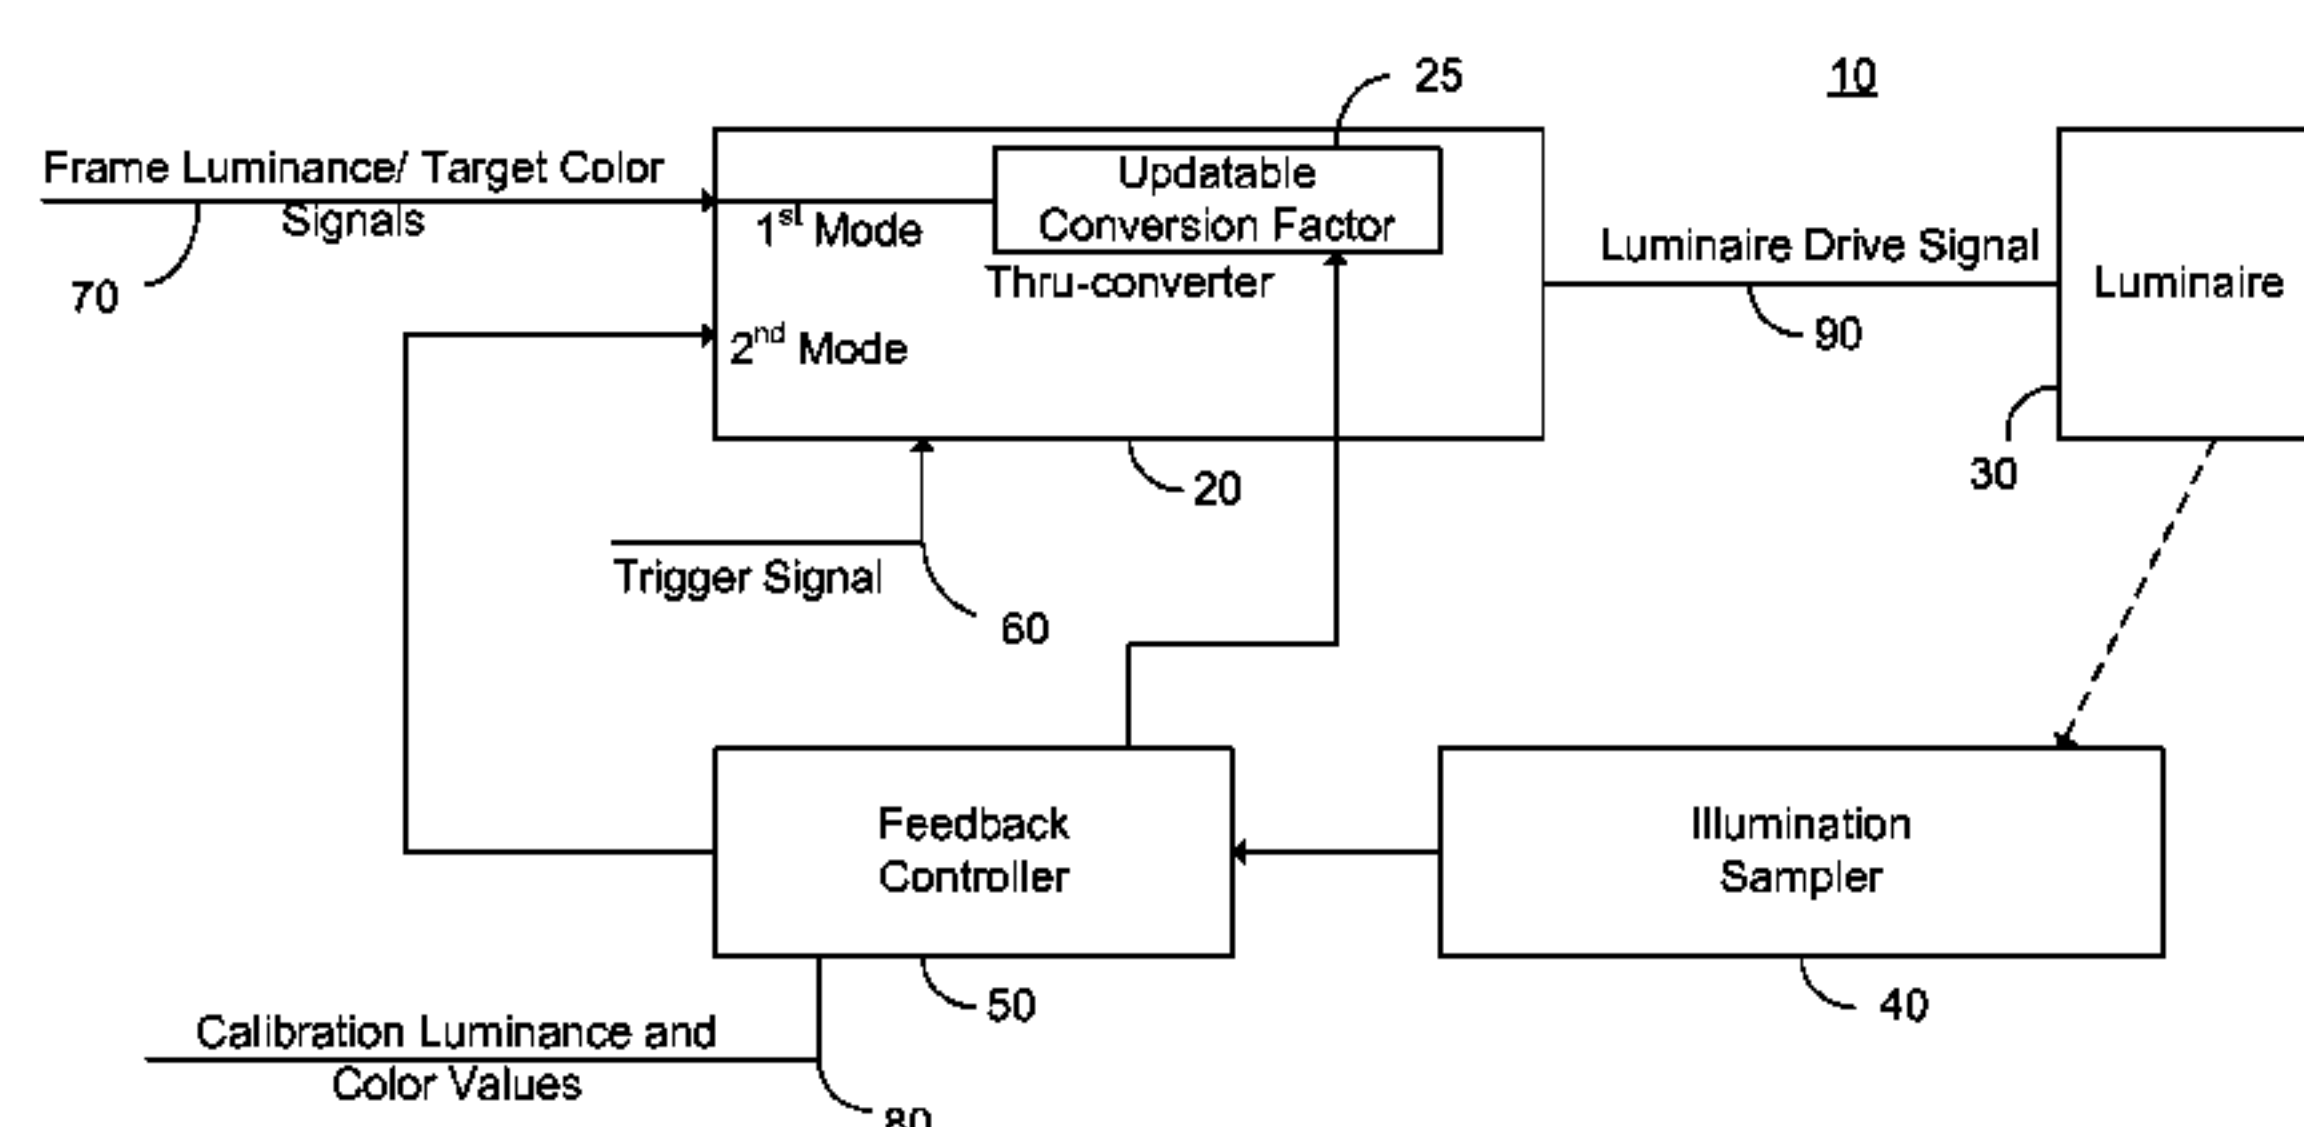 25
10
Frame Luminance/ Target Color
Signals
70
1st Mode
Updatable
Conversion Factor
Thru-converter
2nd Mode
Luminaire Drive Signal
90
Luminaire
30
20
Trigger Signal
60
Feedback
Controller
50
Illumination
Sampler
40
Calibration Luminance and
Color Values
80